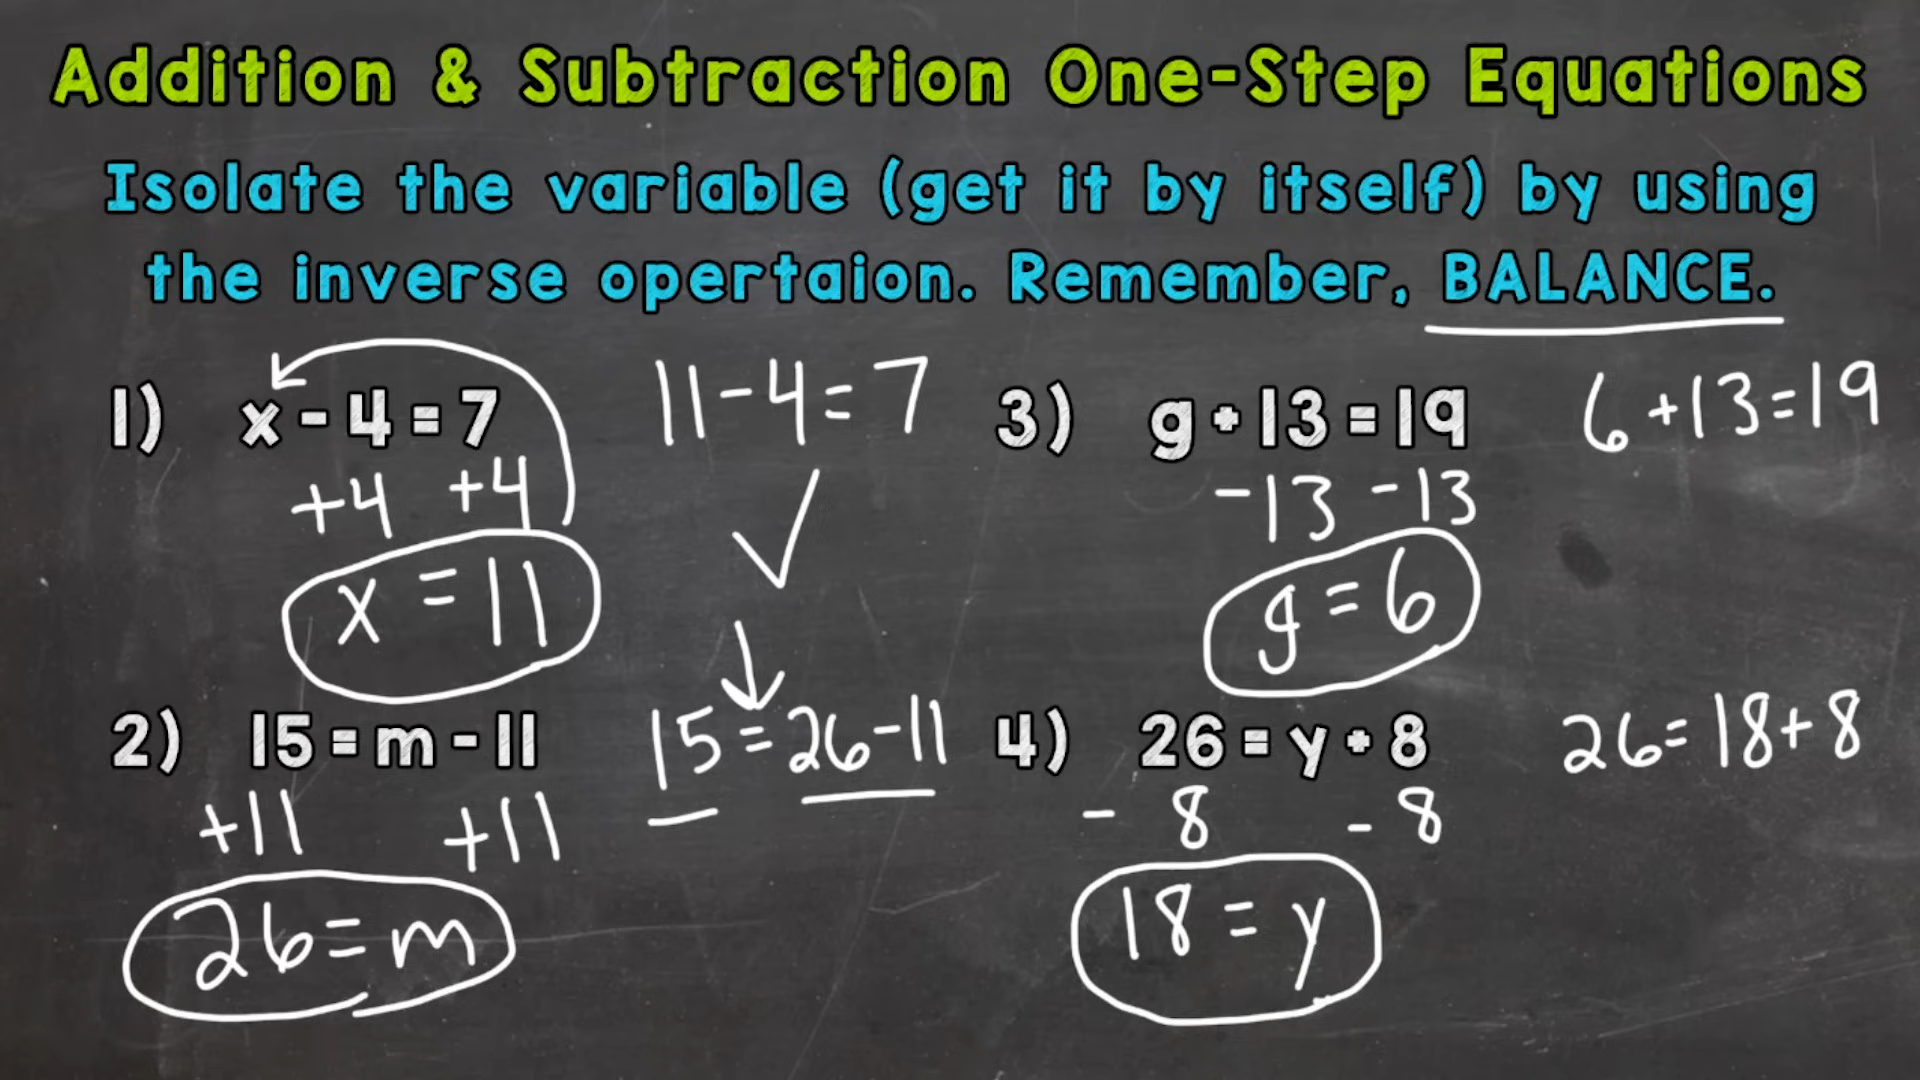 Addition & Subtraction One-Step Equations
Isolate the variable (get it by itself) by using
the inverse opertaion. Remember, BALANCE.
1) x - 4 = 7
+4 +4
x = 11
11 - 4 = 7
2) 15 = m - 11
+11 +11
26 = m
15 = 26 - 11
3) g + 13 = 19
-13 -13
g = 6
6 + 13 = 19
4) 26 = y + 8
- 8 - 8
18 = y
26 = 18 + 8